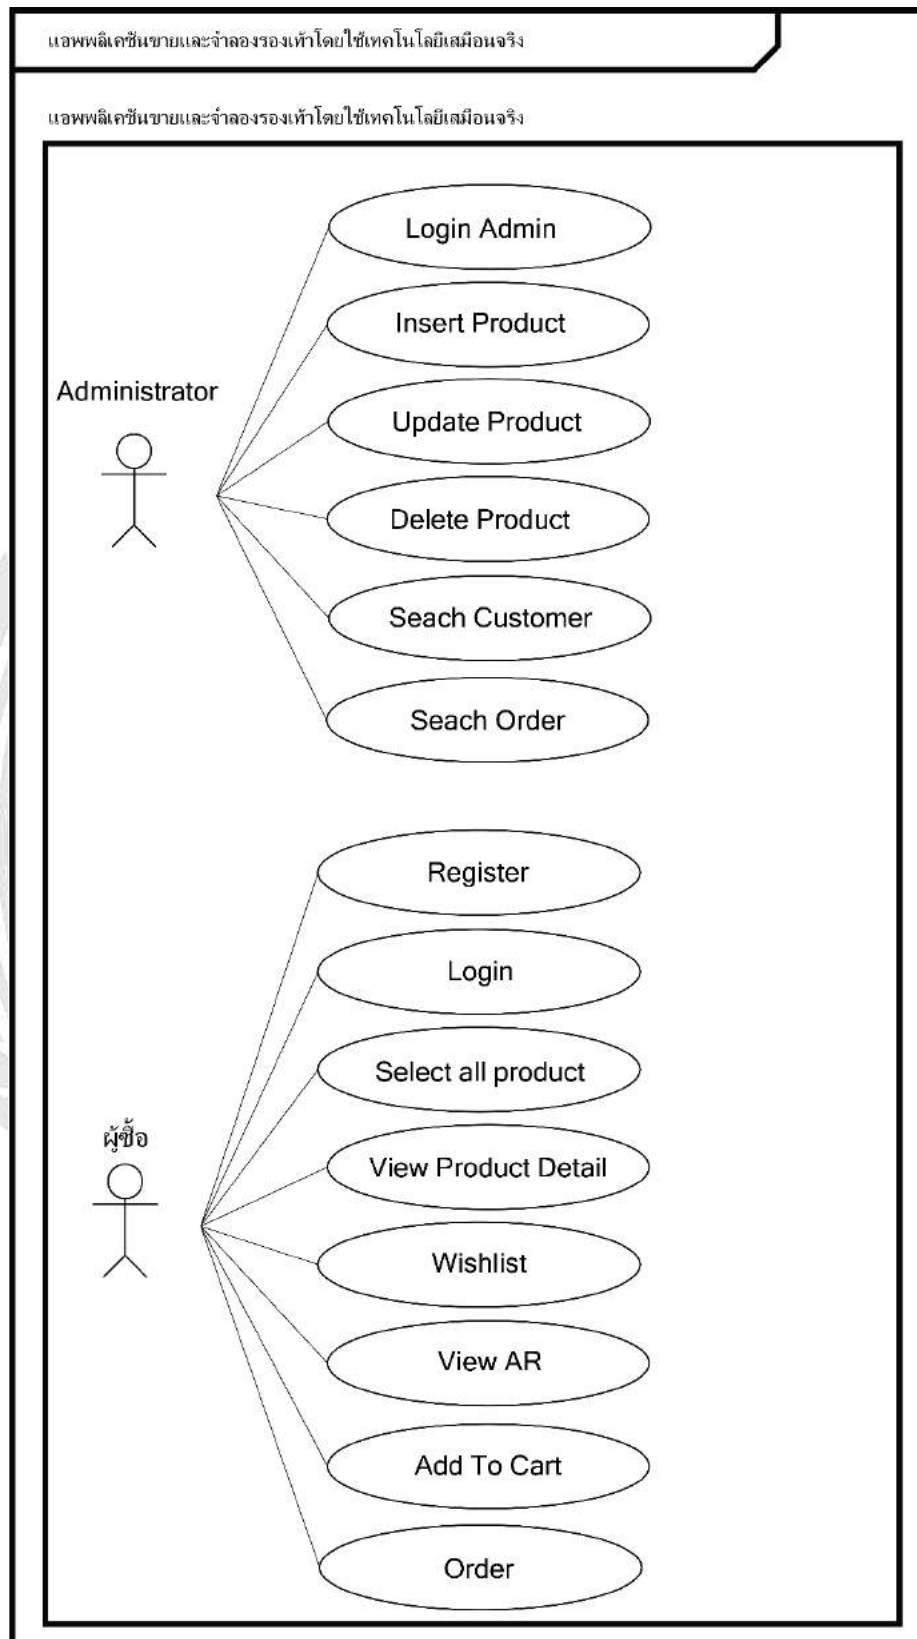 แอพพลิเคชันขายและจำลองรองเท้าโดยใช้เทคโนโลยีเสมือนจริง
แอพพลิเคชันขายและจำลองรองเท้าโดยใช้เทคโนโลยีเสมือนจริง
Login Admin
Insert Product
Administrator
Update Product
Delete Product
Seach Customer
Seach Order
Register
Login
Select all product
ผู้ซื้อ
View Product Detail
Wishlist
View AR
Add To Cart
Order